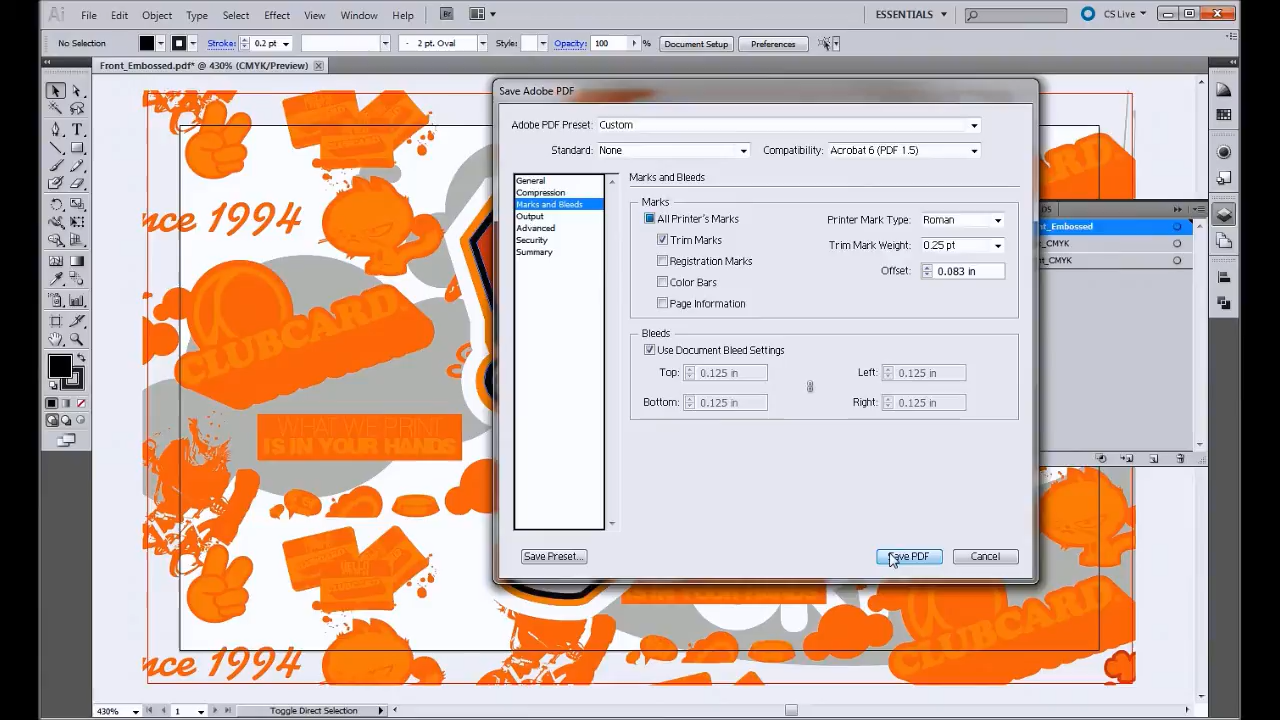 Ai File Edit Object Type Select Effect View Window Help Br ESSENTIALS CS Live
No Selection Stroke: 0.2 pt 2 pt. Oval Style: Opacity: 100 % Document Setup Preferences
Front_Embossed.pdf* @ 430% (CMYK/Preview)
Save Adobe PDF
Adobe PDF Preset: Custom
Standard: None Compatibility: Acrobat 6 (PDF 1.5)
General
Compression
Marks and Bleeds
Output
Advanced
Security
Summary
Marks and Bleeds
Marks
All Printer's Marks
Trim Marks
Registration Marks
Color Bars
Page Information
Printer Mark Type: Roman
Trim Mark Weight: 0.25 pt
Offset: 0.083 in
Bleeds
Use Document Bleed Settings
Top: 0.125 in Left: 0.125 in
Bottom: 0.125 in Right: 0.125 in
Save Preset... Save PDF Cancel
nt_Embossed
_CMYK
nt_CMYK
nce 1994
CLUBCARD.
WHAT WE PRINT
IS IN YOUR HANDS
nce 1994
CLUBCARD
430% 1 Toggle Direct Selection